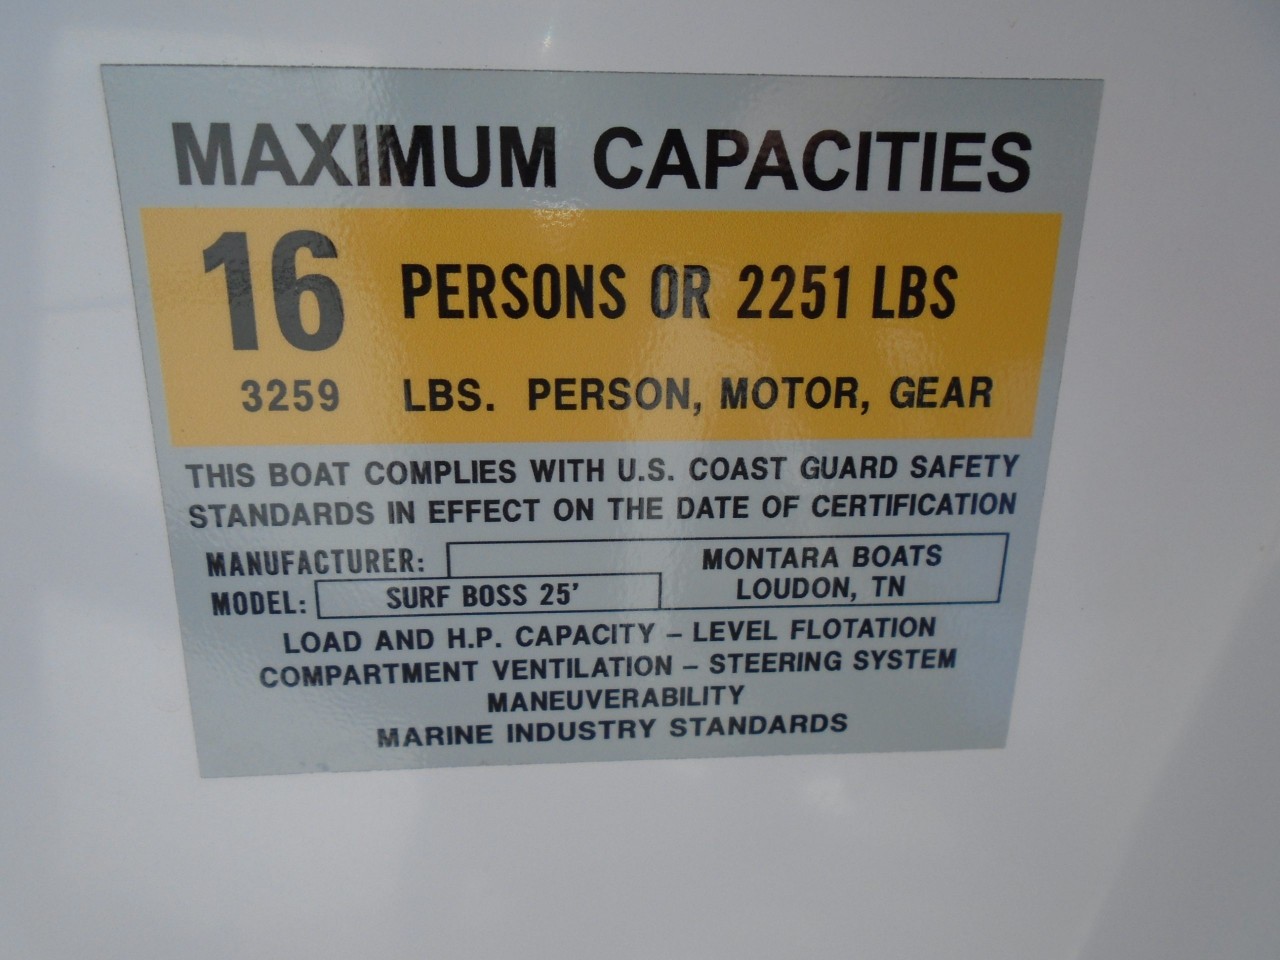 MAXIMUM CAPACITIES
16 PERSONS OR 2251 LBS
3259 LBS. PERSON, MOTOR, GEAR
THIS BOAT COMPLIES WITH U.S. COAST GUARD SAFETY
STANDARDS IN EFFECT ON THE DATE OF CERTIFICATION
MANUFACTURER: MONTARA BOATS
MODEL: SURF BOSS 25' LOUDON, TN
LOAD AND H.P. CAPACITY – LEVEL FLOTATION
COMPARTMENT VENTILATION – STEERING SYSTEM
MANEUVERABILITY
MARINE INDUSTRY STANDARDS